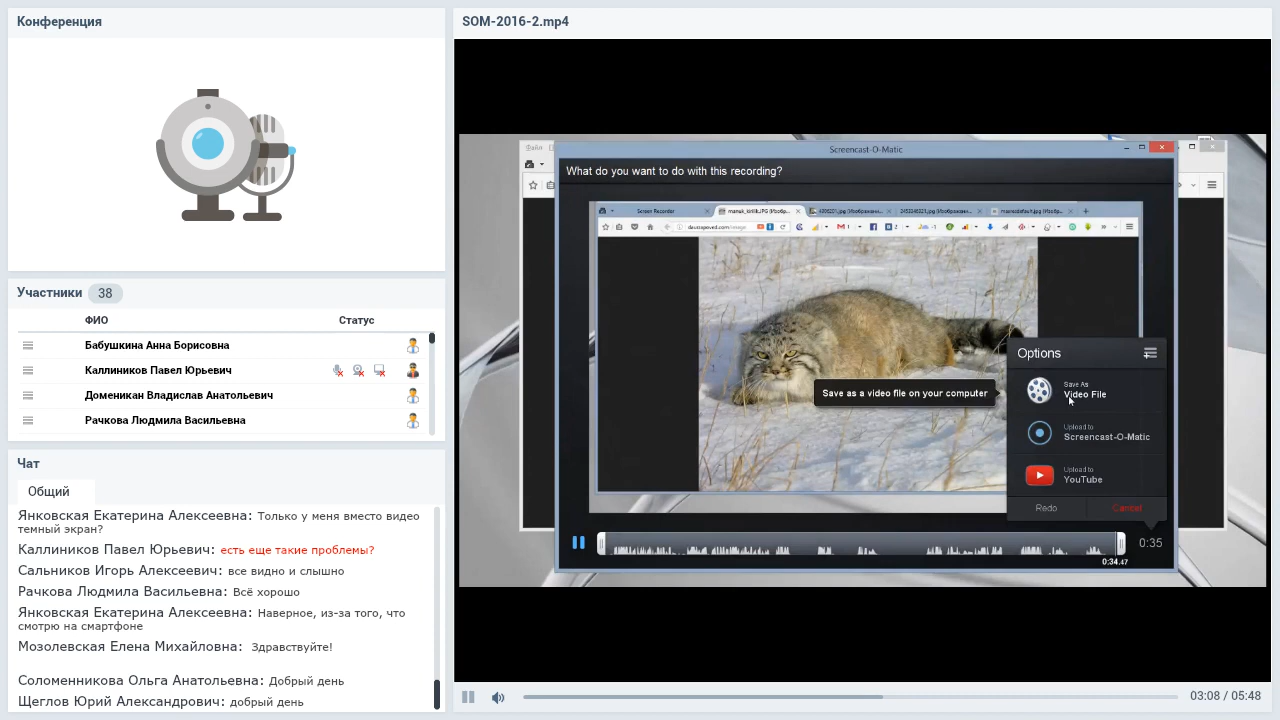 Конференция
Участники 38
ФИО Статус
Бабушкина Анна Борисовна
Каллиников Павел Юрьевич
Доменикан Владислав Анатольевич
Рачкова Людмила Васильевна
Чат
Общий
Янковская Екатерина Алексеевна: Только у меня вместо видео
темный экран?
Каллиников Павел Юрьевич: есть еще такие проблемы?
Сальников Игорь Алексеевич: все видно и слышно
Рачкова Людмила Васильевна: Всё хорошо
Янковская Екатерина Алексеевна: Наверное, из-за того, что
смотрю на смартфоне
Мозолевская Елена Михайловна: Здравствуйте!
Соломенникова Ольга Анатольевна: Добрый день
Щеглов Юрий Александрович: добрый день
SOM-2016-2.mp4
Файл
Screencast-O-Matic
What do you want to do with this recording?
Screen Recorder
Options
Save as a video file on your computer
Save As
Video File
Upload to
Screencast-O-Matic
Upload to
YouTube
Redo Cancel
0:35
0:34.47
03:08 / 05:48